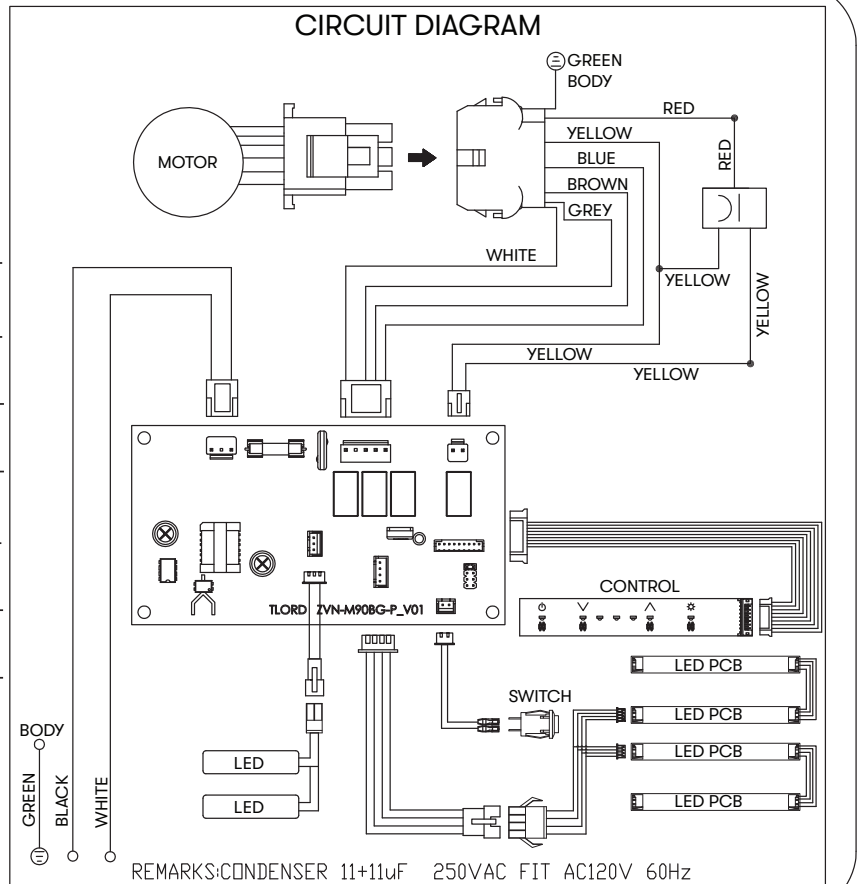 CIRCUIT DIAGRAM
GREEN
BODY
RED
MOTOR
YELLOW
RED
BLUE
BROWN
GREY
WHITE
YELLOW
YELLOW
YELLOW
YELLOW
CONTROL
TLORD ZVN-M90BG-P_V01
LED PCB
SWITCH
LED PCB
BODY
LED
LED PCB
LED
LED PCB
GREEN
BLACK
WHITE
REMARKS:CONDENSER 11+11uF 250VAC FIT AC120V 60Hz